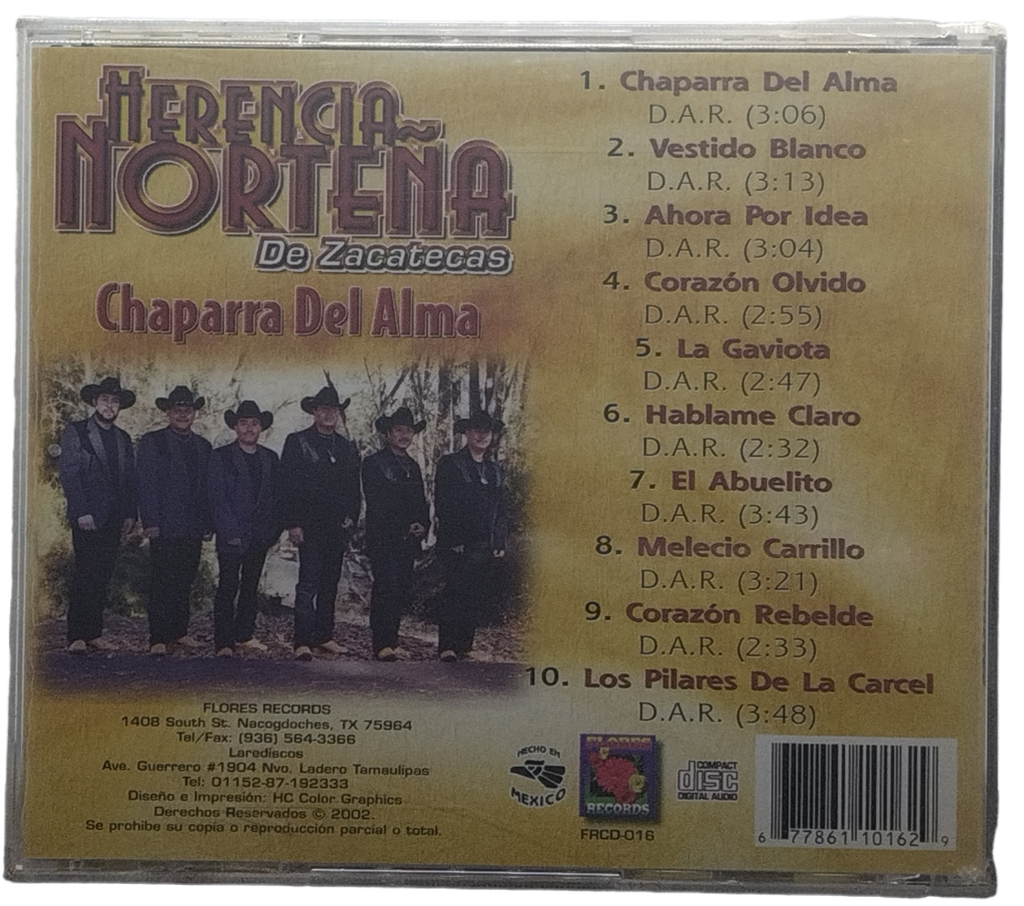 HERENCIA
NORTEÑA
De Zacatecas
Chaparra Del Alma
1. Chaparra Del Alma
D.A.R. (3:06)
2. Vestido Blanco
D.A.R. (3:13)
3. Ahora Por Idea
D.A.R. (3:04)
4. Corazón Olvido
D.A.R. (2:55)
5. La Gaviota
D.A.R. (2:47)
6. Hablame Claro
D.A.R. (2:32)
7. El Abuelito
D.A.R. (3:43)
8. Melecio Carrillo
D.A.R. (3:21)
9. Corazón Rebelde
D.A.R. (2:33)
10. Los Pilares De La Carcel
D.A.R. (3:48)
FLORES RECORDS
1408 South St. Nacogdoches, TX 75964
Tel/Fax: (936) 564-3366
Larediscos
Ave. Guerrero #1904 Nvo. Ladero Tamaulipas
Tel: 01152-87-192333
Diseño e Impresión: HC Color Graphics
Derechos Reservados © 2002.
Se prohibe su copia o reproducción parcial o total.
HECHO EN
MEXICO
FLORES
RECORDS
FRCD-016
COMPACT
disc
DIGITAL AUDIO
6 77861 10162 9